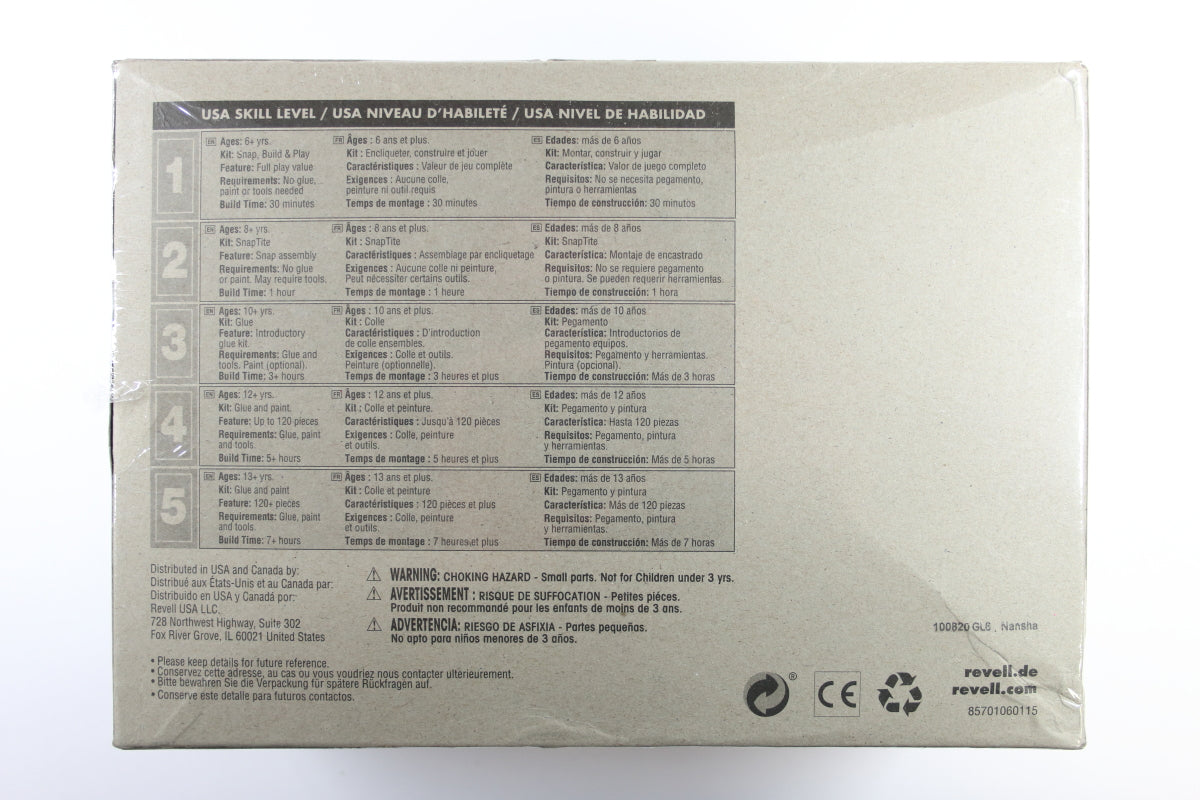 USA SKILL LEVEL / USA NIVEAU D'HABILETÉ / USA NIVEL DE HABILIDAD
1
EN Ages: 6+ yrs.
Kit: Snap, Build & Play
Feature: Full play value
Requirements: No glue,
paint or tools needed
Build Time: 30 minutes
FR Âges : 6 ans et plus.
Kit : Encliqueter, construire et jouer
Caractéristiques : Valeur de jeu complète
Exigences : Aucune colle,
peinture ni outil requis
Temps de montage : 30 minutes
ES Edades: más de 6 años
Kit: Montar, construir y jugar
Característica: Valor de juego completo
Requisitos: No se necesita pegamento,
pintura o herramientas
Tiempo de construcción: 30 minutos
2
EN Ages: 8+ yrs.
Kit: SnapTite
Feature: Snap assembly
Requirements: No glue
or paint. May require tools.
Build Time: 1 hour
FR Âges : 8 ans et plus.
Kit : SnapTite
Caractéristiques : Assemblage par encliquetage
Exigences : Aucune colle ni peinture,
Peut nécessiter certains outils.
Temps de montage : 1 heure
ES Edades: más de 8 años
Kit: SnapTite
Característica: Montaje de encastrado
Requisitos: No se requiere pegamento
o pintura. Se pueden requerir herramientas.
Tiempo de construcción: 1 hora
3
EN Ages: 10+ yrs.
Kit: Glue
Feature: Introductory
glue kit.
Requirements: Glue and
tools. Paint (optional).
Build Time: 3+ hours
FR Âges : 10 ans et plus.
Kit : Colle
Caractéristiques : D'introduction
de colle ensembles.
Exigences : Colle et outils.
Peinture (optionnelle).
Temps de montage : 3 heures et plus
ES Edades: más de 10 años
Kit: Pegamento
Característica: Introductorios de
pegamento equipos.
Requisitos: Pegamento y herramientas.
Pintura (opcional).
Tiempo de construcción: Más de 3 horas
4
EN Ages: 12+ yrs.
Kit: Glue and paint.
Feature: Up to 120 pieces
Requirements: Glue, paint
and tools.
Build Time: 5+ hours
FR Âges : 12 ans et plus.
Kit : Colle et peinture.
Caractéristiques : Jusqu'à 120 pièces
Exigences : Colle, peinture
et outils.
Temps de montage : 5 heures et plus
ES Edades: más de 12 años
Kit: Pegamento y pintura
Característica: Hasta 120 piezas
Requisitos: Pegamento, pintura
y herramientas.
Tiempo de construcción: Más de 5 horas
5
EN Ages: 13+ yrs.
Kit: Glue and paint
Feature: 120+ pieces
Requirements: Glue, paint
and tools.
Build Time: 7+ hours
FR Âges : 13 ans et plus.
Kit : Colle et peinture
Caractéristiques : 120 pièces et plus
Exigences : Colle, peinture
et outils.
Temps de montage : 7 heures et plus
ES Edades: más de 13 años
Kit: Pegamento y pintura
Característica: Más de 120 piezas
Requisitos: Pegamento, pintura
y herramientas.
Tiempo de construcción: Más de 7 horas
Distributed in USA and Canada by:
Distribué aux États-Unis et au Canada par:
Distribuido en USA y Canadá por:
Revell USA LLC.
728 Northwest Highway, Suite 302
Fox River Grove, IL 60021 United States
WARNING: CHOKING HAZARD - Small parts. Not for Children under 3 yrs.
AVERTISSEMENT : RISQUE DE SUFFOCATION - Petites piéces.
Produit non recommandé pour les enfants de moins de 3 ans.
ADVERTENCIA: RIESGO DE ASFIXIA - Partes pequeñas.
No apto para niños menores de 3 años.
100820 GL6 , Nansha
• Please keep details for future reference.
• Conservez cette adresse, au cas ou vous voudriez nous contacter ultérieurement.
• Bitte bewahren Sie die Verpackung für spätere Rückfragen auf.
• Conserve este detalle para futuros contactos.
®
CE
revell.de
revell.com
85701060115